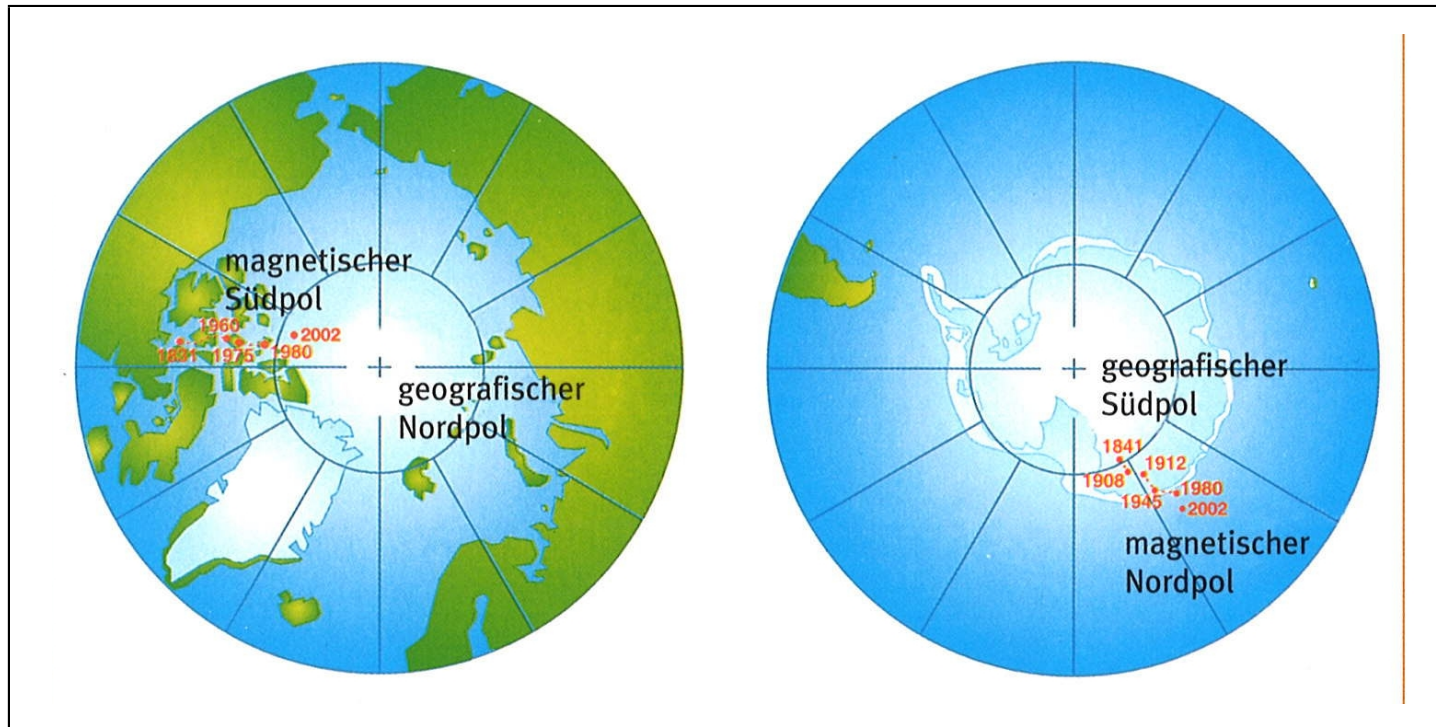 magnetischer
Südpol
1960
2002
1831
1975
1980
geografischer
Nordpol
geografischer
Südpol
1841
1912
1908
1980
1945
2002
magnetischer
Nordpol